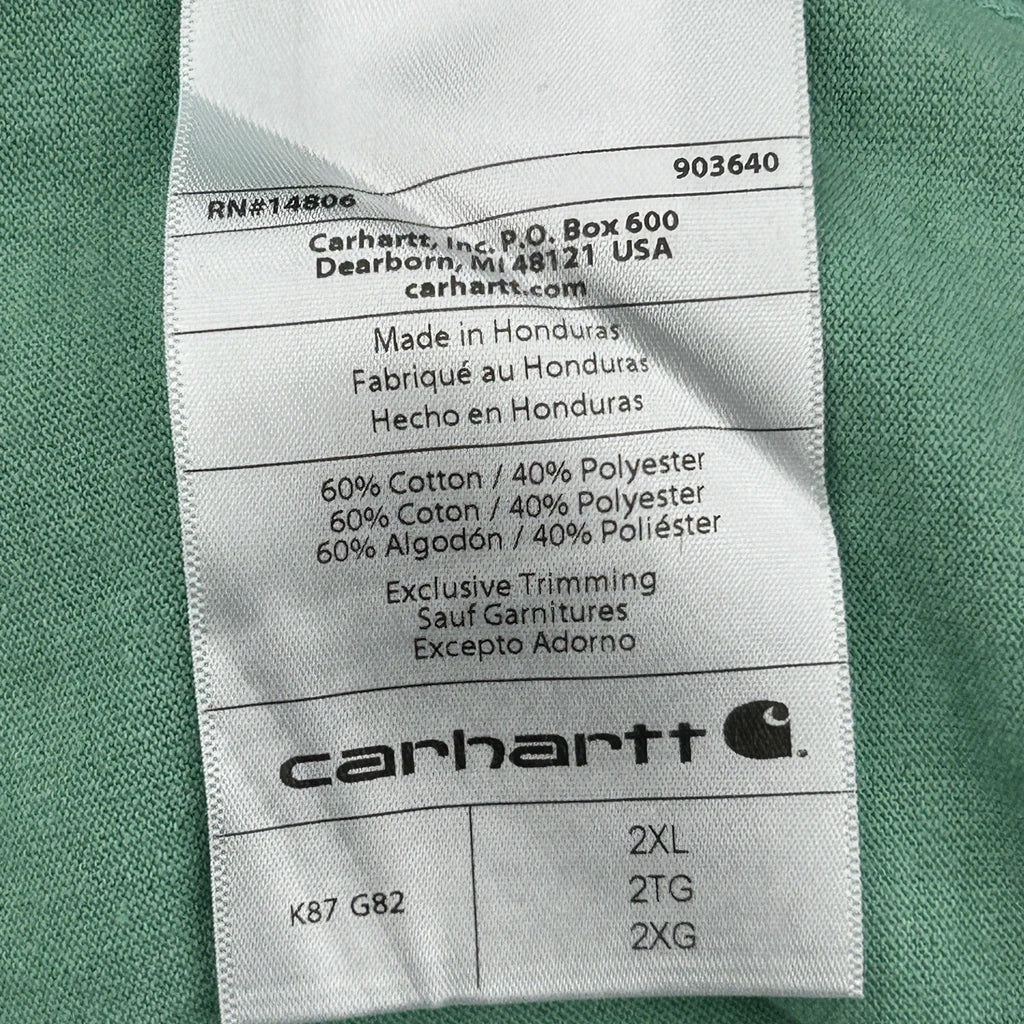 903640
RN#14806
Carhartt, Inc. P.O. Box 600
Dearborn, MI 48121 USA
carhartt.com
Made in Honduras
Fabriqué au Honduras
Hecho en Honduras
60% Cotton / 40% Polyester
60% Coton / 40% Polyester
60% Algodón / 40% Poliéster
Exclusive Trimming
Sauf Garnitures
Excepto Adorno
carhartt
K87 G82
2XL
2TG
2XG